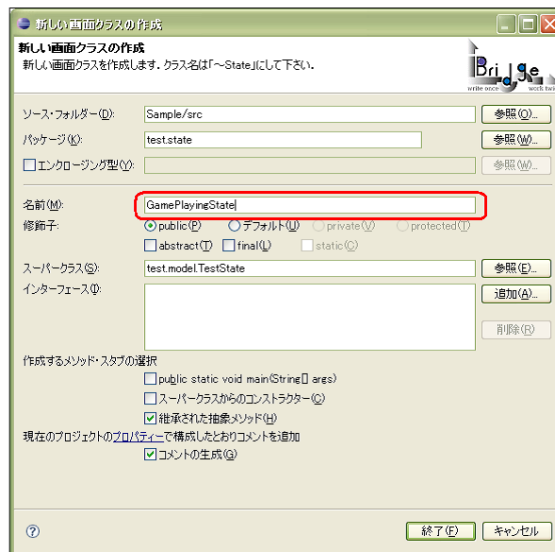 新しい画面クラスの作成
新しい画面クラスの作成
新しい画面クラスを作成します。クラス名は「～State」にして下さい。
iBridge
write once work twice
ソース・フォルダー(D): Sample/src 参照(O)...
パッケージ(K): test.state 参照(W)...
エンクロージング型(Y): 参照(W)...
名前(M): GamePlayingState
修飾子: public(P) デフォルト(U) private(V) protected(T)
abstract(T) final(L) static(C)
スーパークラス(S): test.model.TestState 参照(E)...
インターフェース(I): 追加(A)...
削除(R)
作成するメソッド・スタブの選択
public static void main(String[] args)
スーパークラスからのコンストラクター(C)
継承された抽象メソッド(H)
現在のプロジェクトのプロパティーで構成したとおりコメントを追加
コメントの生成(G)
? 終了(F) キャンセル